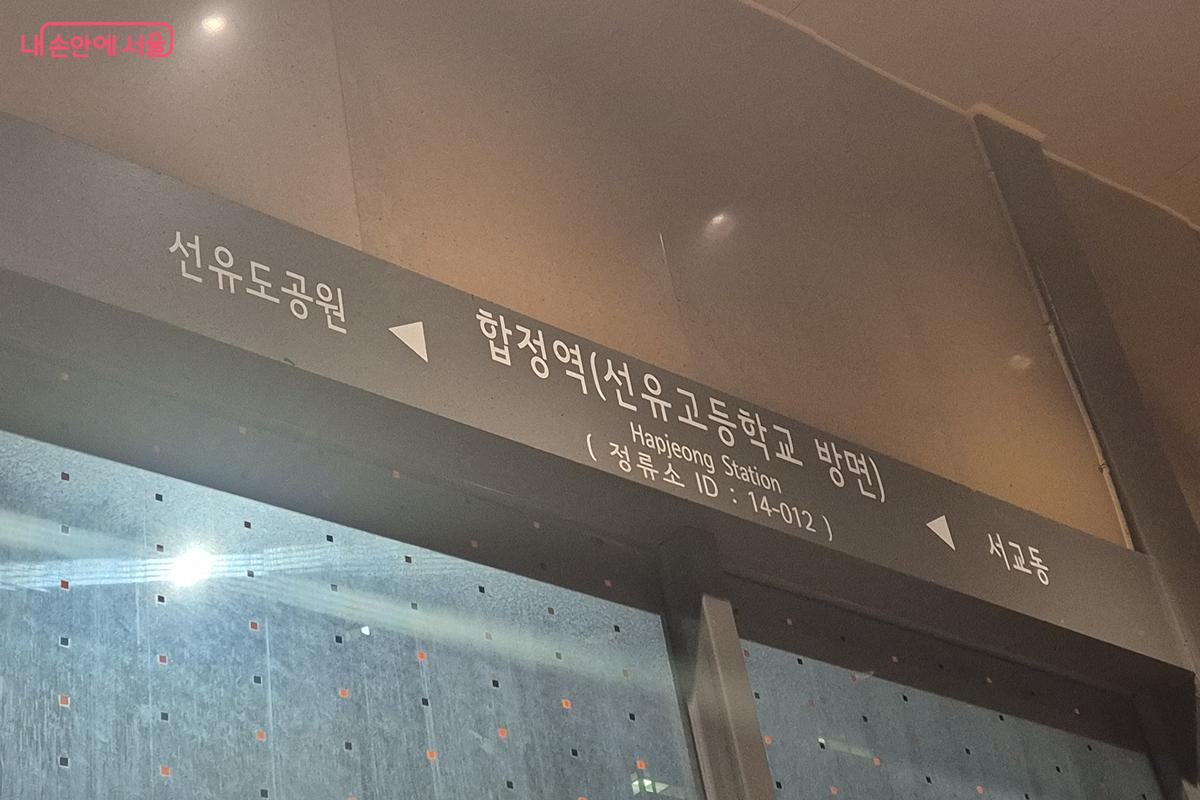 내 손안에 서울
선유도공원 ◀ 합정역(선유고등학교 방면) ◀ 서교동
Hapjeong Station
( 정류소 ID : 14-012 )